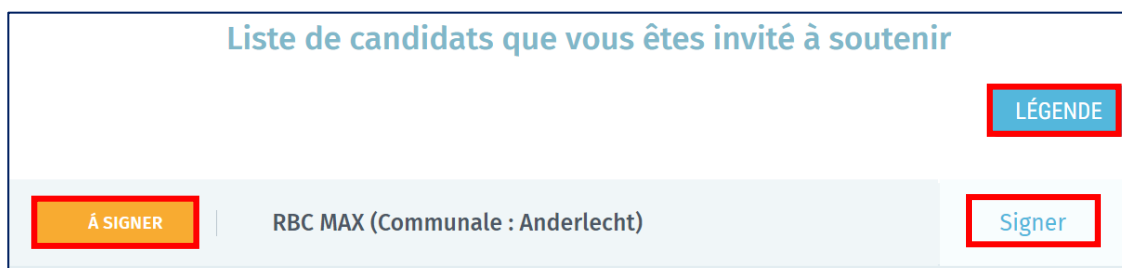 Liste de candidats que vous êtes invité à soutenir
LÉGENDE
Á SIGNER RBC MAX (Communale : Anderlecht) Signer